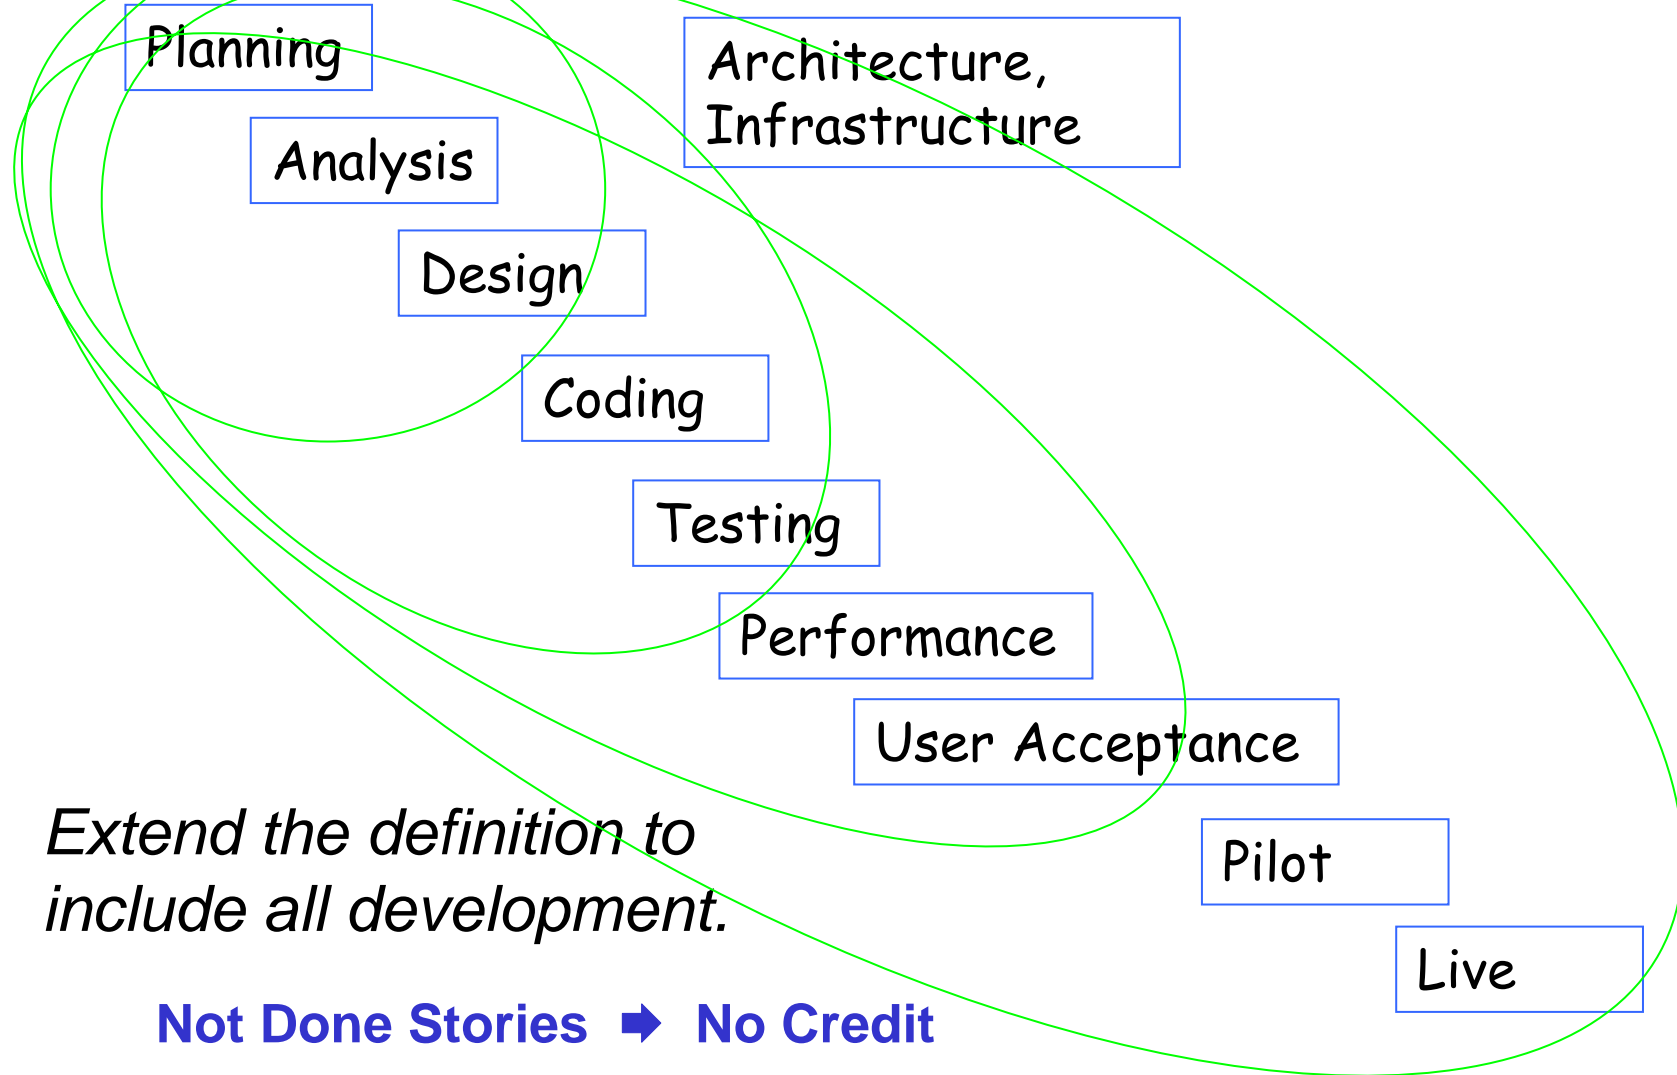 Planning
Architecture,
Infrastructure
Analysis
Design
Coding
Testing
Performance
User Acceptance
Extend the definition to
include all development.
Pilot
Live
Not Done Stories ➡ No Credit